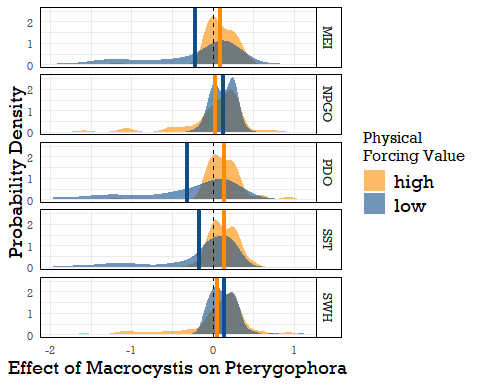 Probability Density
2
1
0
MEI
2
1
0
NPGO
2
1
0
PDO
2
1
0
SST
2
1
0
SWH
-2
-1
0
1
Effect of Macrocystis on Pterygophora
Physical
Forcing Value
high
low